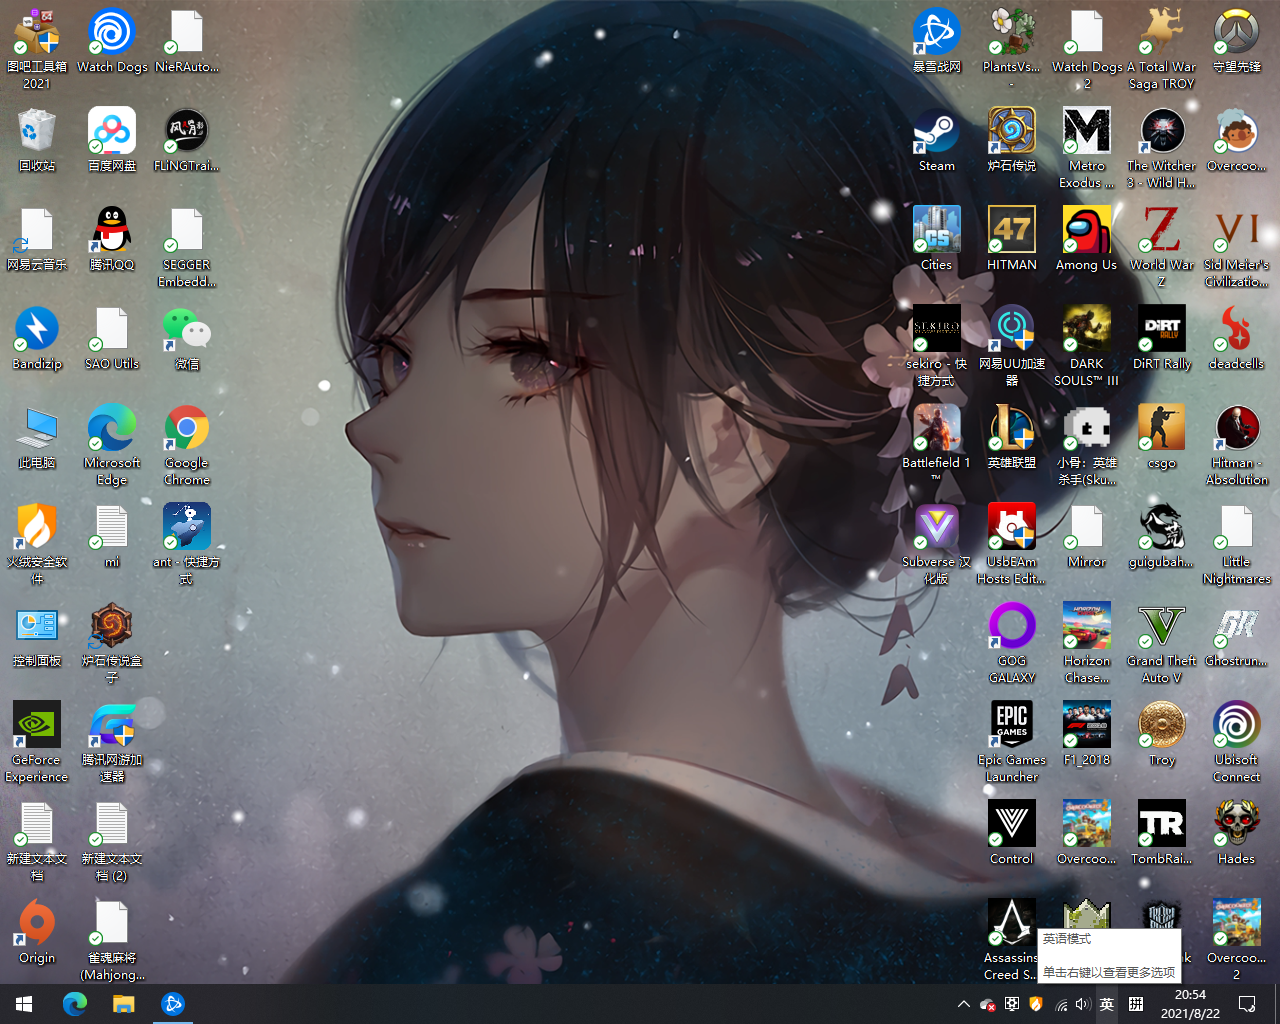 图吧工具箱
2021
Watch Dogs
NieRAuto...
回收站
百度网盘
FLiNGTrai...
网易云音乐
腾讯QQ
SEGGER
Embedd...
Bandizip
SAO Utils
微信
此电脑
Microsoft
Edge
Google
Chrome
火绒安全软
件
mi
ant - 快捷方
式
控制面板
炉石传说盒
子
GeForce
Experience
腾讯网游加
速器
新建文本文
档
新建文本文
档 (2)
Origin
雀魂麻将
(Mahjong...
暴雪战网
PlantsVs...
-
Watch Dogs
2
A Total War
Saga TROY
守望先锋
Steam
炉石传说
Metro
Exodus ...
The Witcher
3 - Wild H...
Overcoo...
Cities
HITMAN
Among Us
World War
Z
Sid Meier's
Civilizatio...
sekiro - 快
捷方式
网易UU加速
器
DARK
SOULS™ III
DiRT Rally
deadcells
Battlefield 1
™
英雄联盟
小骨：英雄
杀手(Sku...
csgo
Hitman -
Absolution
Subverse 汉
化版
UsbEAm
Hosts Edit...
Mirror
guigubah...
Little
Nightmares
GOG
GALAXY
Horizon
Chase...
Grand Theft
Auto V
Ghostrun...
Epic Games
Launcher
F1_2018
Troy
Ubisoft
Connect
Control
Overcoo...
TombRai...
Hades
Assassins
Creed S...
Overcoo...
2
英语模式
单击右键以查看更多选项
英
拼
20:54
2021/8/22